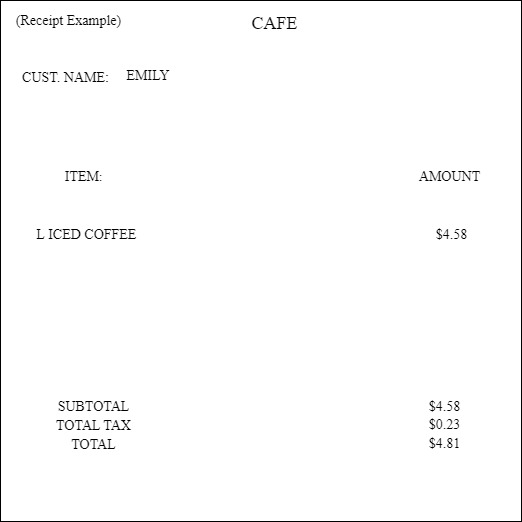 (Receipt Example)
CAFE
CUST. NAME: EMILY
ITEM: AMOUNT
L ICED COFFEE $4.58
SUBTOTAL $4.58
TOTAL TAX $0.23
TOTAL $4.81